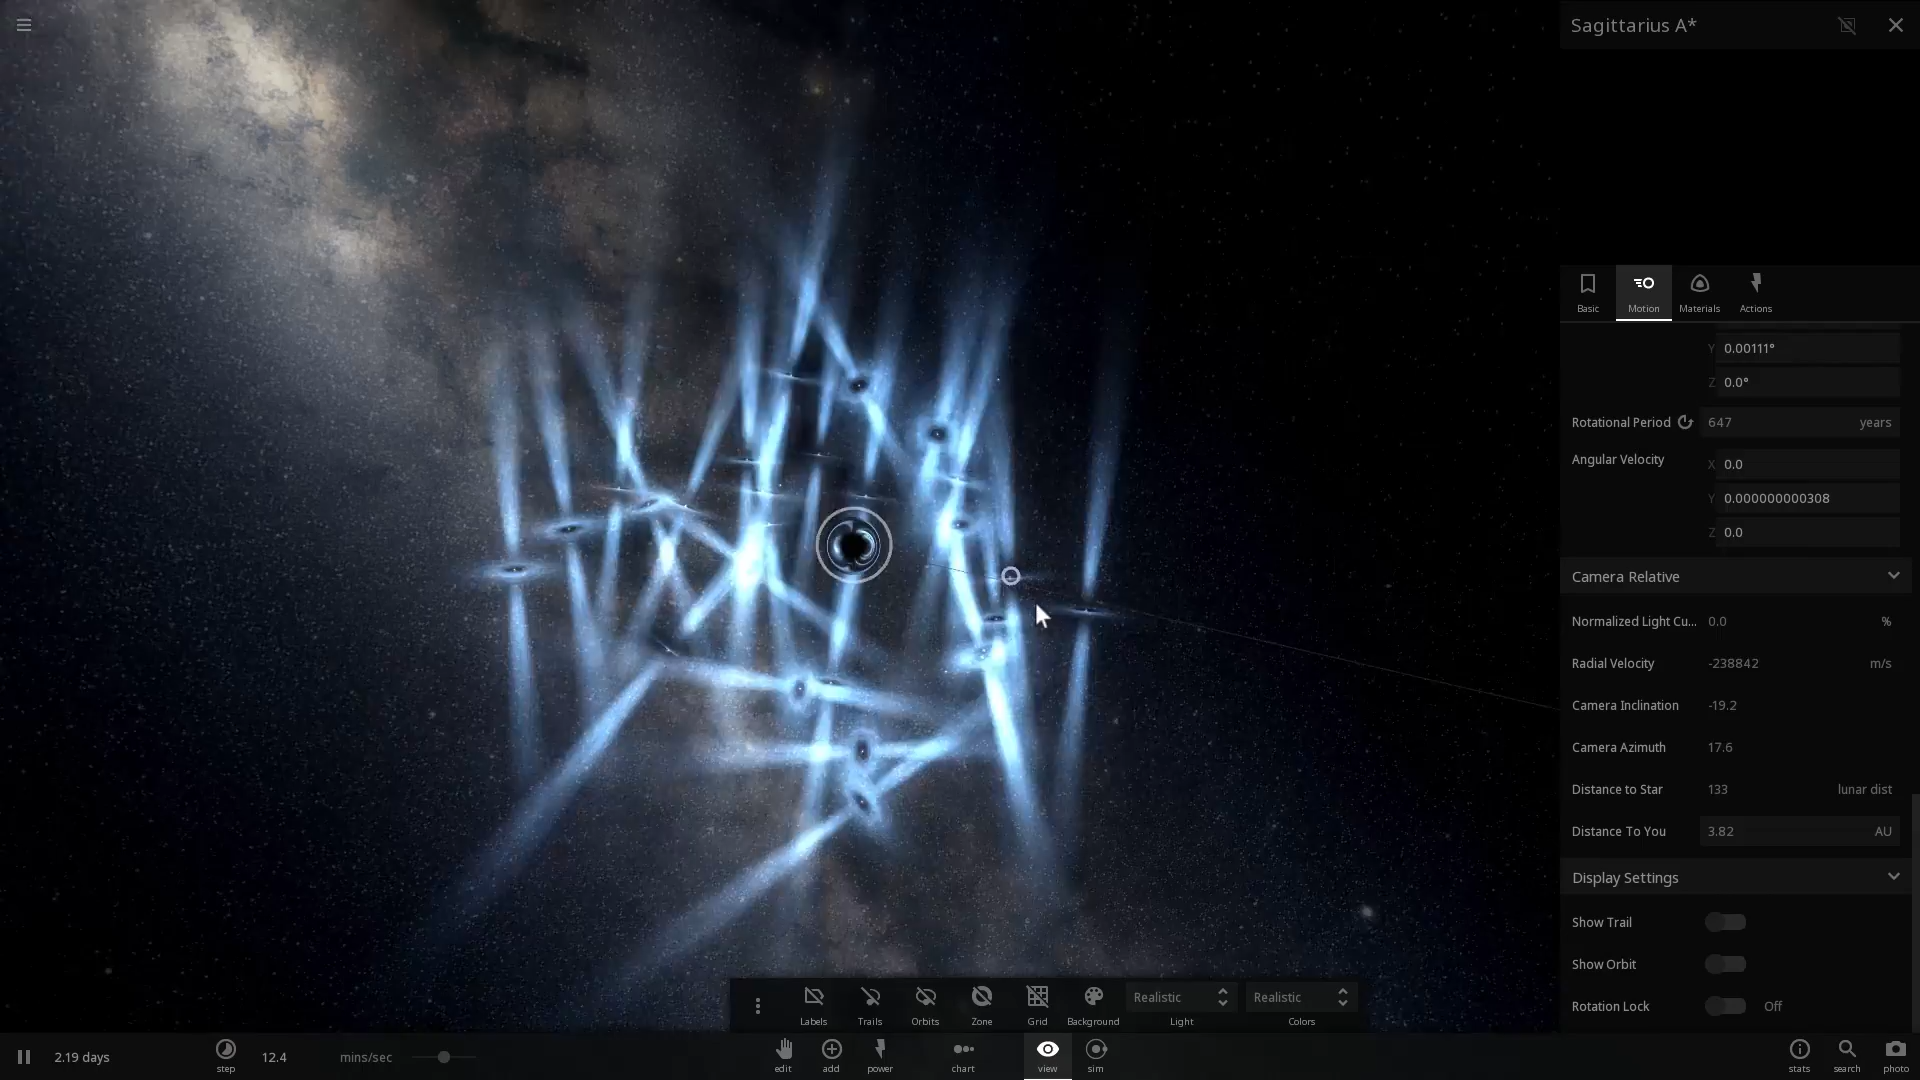 Sagittarius A*
Basic
Motion
Materials
Actions
Y 0.00111°
Z 0.0°
Rotational Period 647 years
Angular Velocity X 0.0
Y 0.000000000308
Z 0.0
Camera Relative
Normalized Light Cu... 0.0 %
Radial Velocity -238842 m/s
Camera Inclination -19.2
Camera Azimuth 17.6
Distance to Star 133 lunar dist
Distance To You 3.82 AU
Display Settings
Show Trail
Show Orbit
Rotation Lock Off
Realistic Realistic
Labels Trails Orbits Zone Grid Background Light Colors
2.19 days
step
12.4 mins/sec
edit add power chart view sim
stats search photo